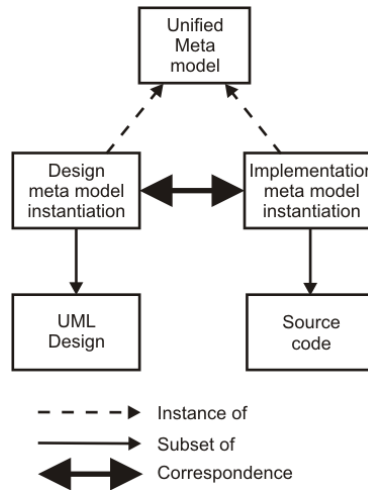 Unified
Meta
model
Design
meta model
instantiation
Implementation
meta model
instantiation
UML
Design
Source
code
Instance of
Subset of
Correspondence